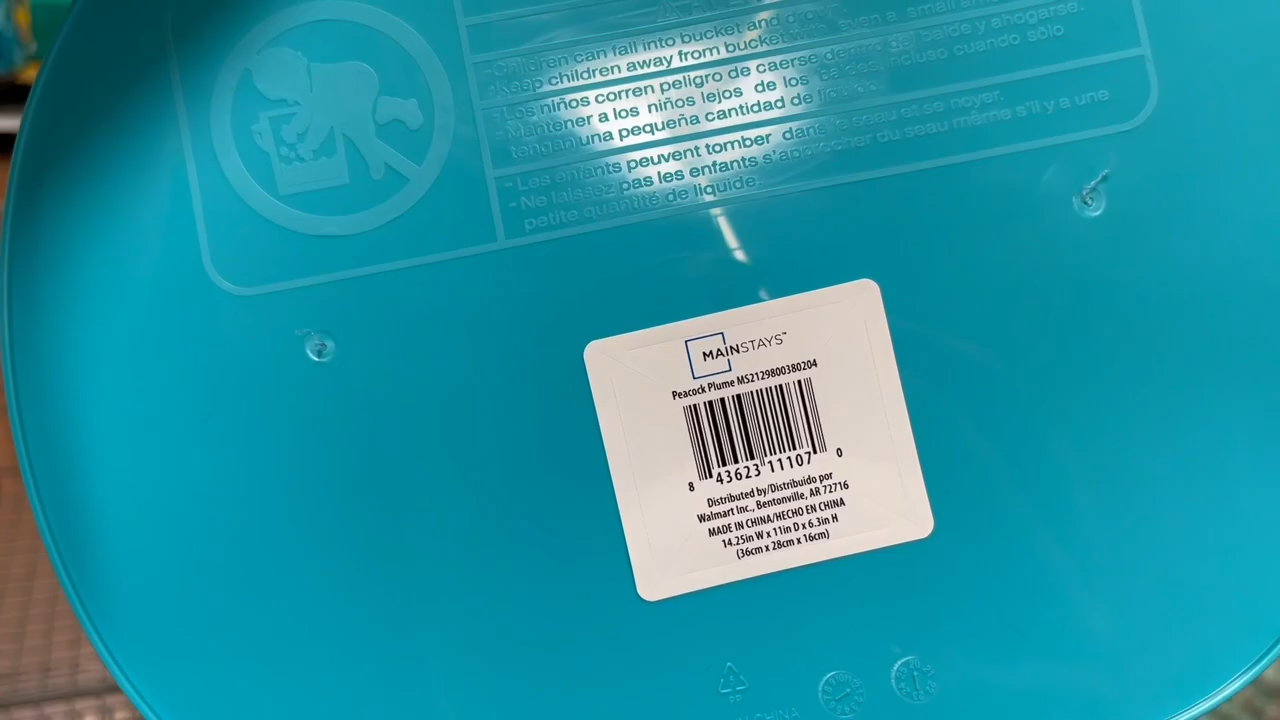 - Children can fall into bucket and drown.
- Keep children away from bucket with even a small amount
- Los niños corren peligro de caerse dentro del balde y ahogarse.
- Mantener a los niños lejos de los baldes, incluso cuando sólo
tengan una pequeña cantidad de líquido.
- Les enfants peuvent tomber dans le seau et se noyer.
- Ne laissez pas les enfants s'approcher du seau même s'il y a une
petite quantité de liquide.
MAINSTAYS™
Peacock Plume MS2129800380204
8 43623 11107 0
Distributed by/Distribuido por
Walmart Inc., Bentonville, AR 72716
MADE IN CHINA/HECHO EN CHINA
14.25in W x 11in D x 6.3in H
(36cm x 28cm x 16cm)
5
PP
IN CHINA